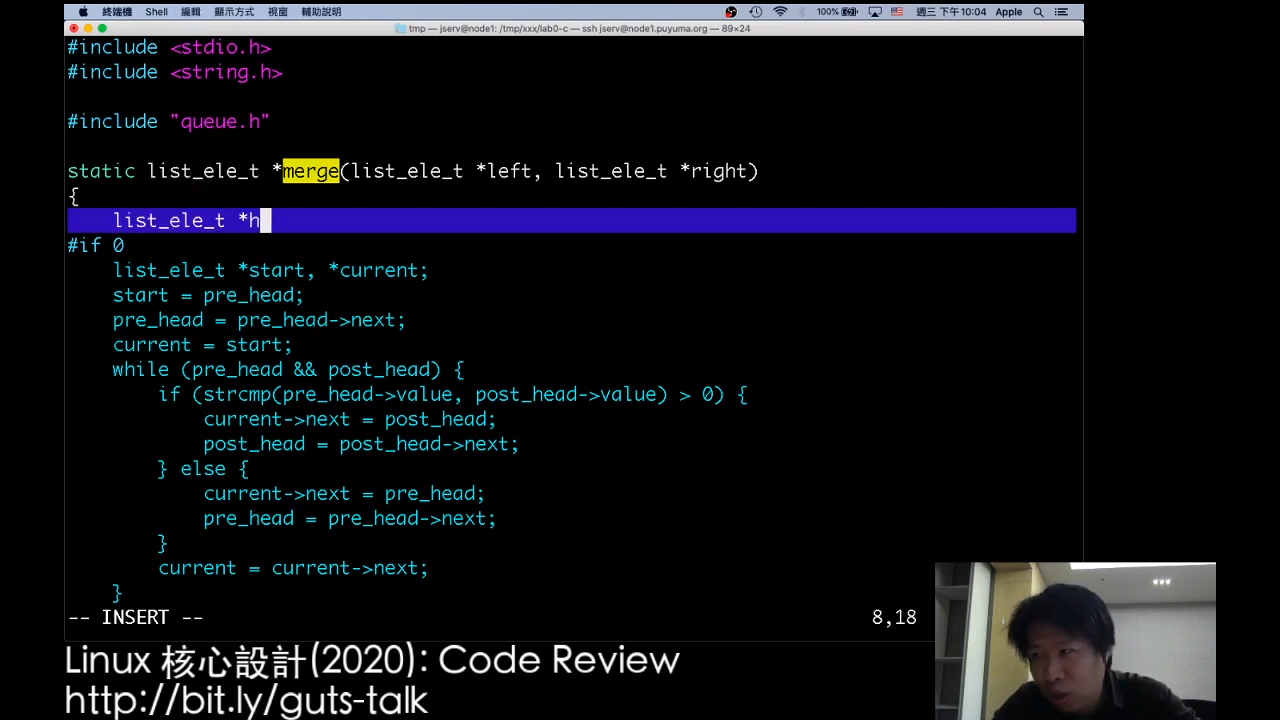 終端機 Shell 編輯 顯示方式 視窗 輔助說明 100% 週三 下午10:04 Apple
tmp — jserv@node1: /tmp/xxx/lab0-c — ssh jserv@node1.puyuma.org — 89×24
#include <stdio.h>
#include <string.h>
#include "queue.h"
static list_ele_t *merge(list_ele_t *left, list_ele_t *right)
{
list_ele_t *h
#if 0
list_ele_t *start, *current;
start = pre_head;
pre_head = pre_head->next;
current = start;
while (pre_head && post_head) {
if (strcmp(pre_head->value, post_head->value) > 0) {
current->next = post_head;
post_head = post_head->next;
} else {
current->next = pre_head;
pre_head = pre_head->next;
}
current = current->next;
}
-- INSERT -- 8,18
Linux 核心設計(2020): Code Review
http://bit.ly/guts-talk